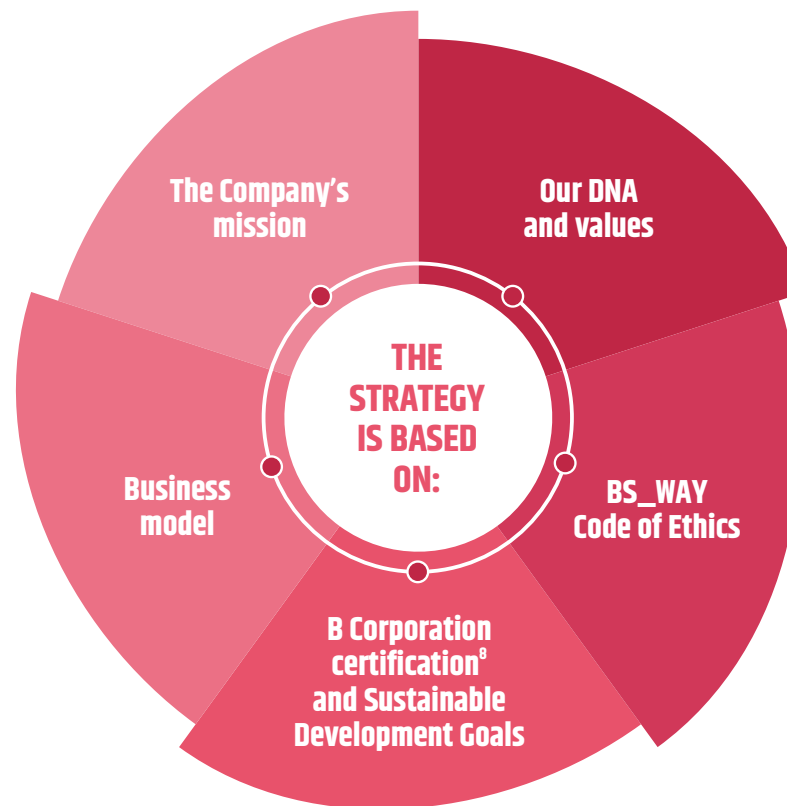 The Company's
mission
Our DNA
and values
THE
STRATEGY
IS BASED
ON:
Business
model
BS_WAY
Code of Ethics
B Corporation
certification⁸
and Sustainable
Development Goals